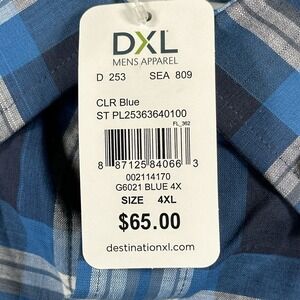 DXL
MENS APPAREL
D 253 SEA 809
CLR Blue
ST PL25363640100
FL_362
8 87125 84066 3
002114170
G6021 BLUE 4X
SIZE 4XL
$65.00
destinationxl.com